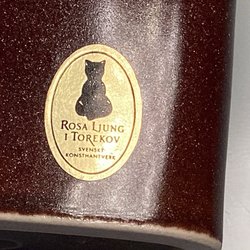 ROSA LJUNG
I TOREKOV
SVENSKT
KONSTHANTVERK